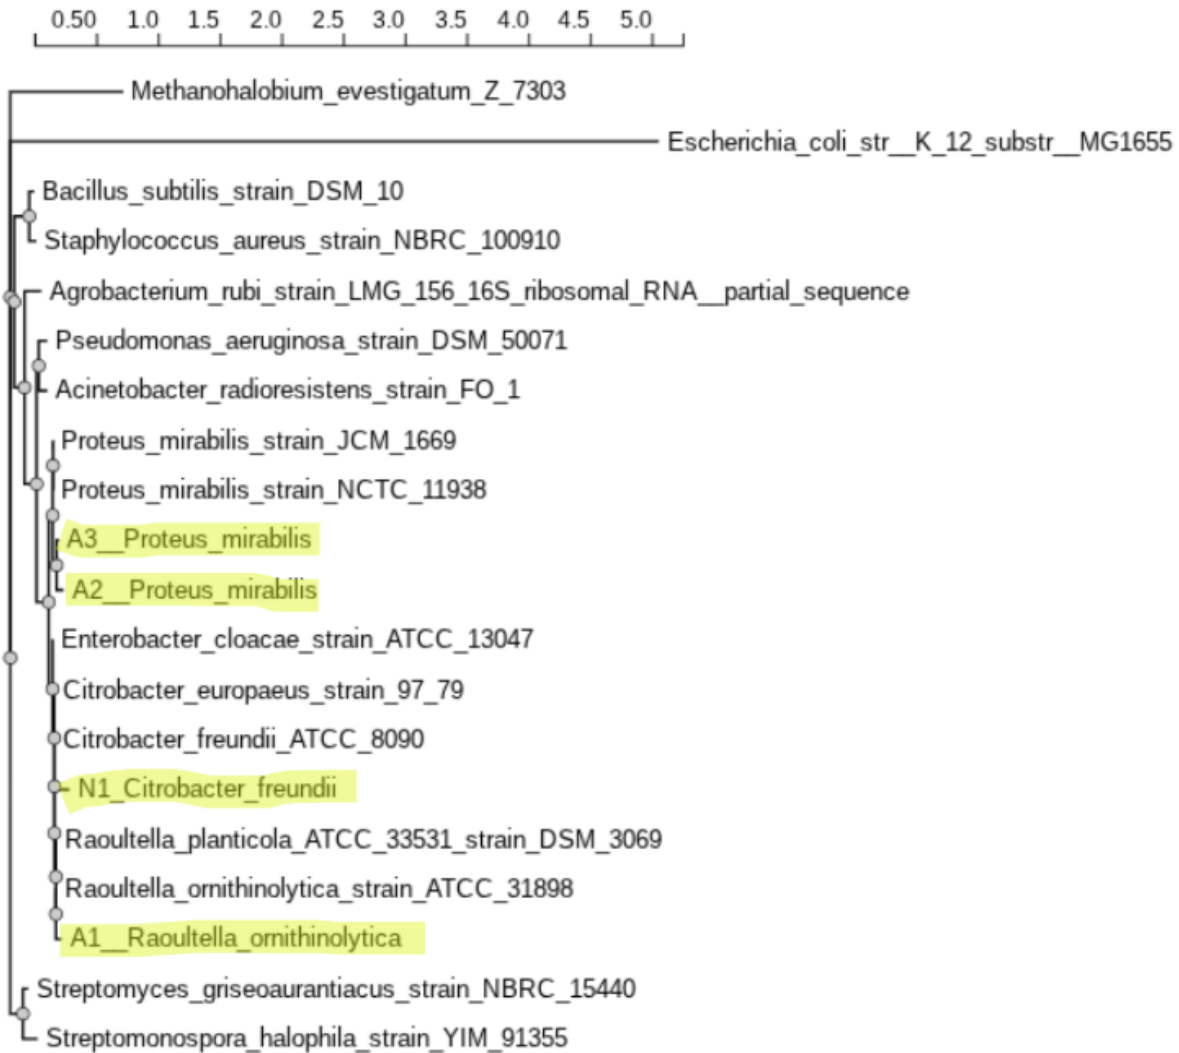 0.50 1.0 1.5 2.0 2.5 3.0 3.5 4.0 4.5 5.0
Methanohalobium_evestigatum_Z_7303
Escherichia_coli_str__K_12_substr__MG1655
Bacillus_subtilis_strain_DSM_10
Staphylococcus_aureus_strain_NBRC_100910
Agrobacterium_rubi_strain_LMG_156_16S_ribosomal_RNA__partial_sequence
Pseudomonas_aeruginosa_strain_DSM_50071
Acinetobacter_radioresistens_strain_FO_1
Proteus_mirabilis_strain_JCM_1669
Proteus_mirabilis_strain_NCTC_11938
A3__Proteus_mirabilis
A2__Proteus_mirabilis
Enterobacter_cloacae_strain_ATCC_13047
Citrobacter_europaeus_strain_97_79
Citrobacter_freundii_ATCC_8090
N1_Citrobacter_freundii
Raoultella_planticola_ATCC_33531_strain_DSM_3069
Raoultella_ornithinolytica_strain_ATCC_31898
A1__Raoultella_ornithinolytica
Streptomyces_griseoaurantiacus_strain_NBRC_15440
Streptomonospora_halophila_strain_YIM_91355